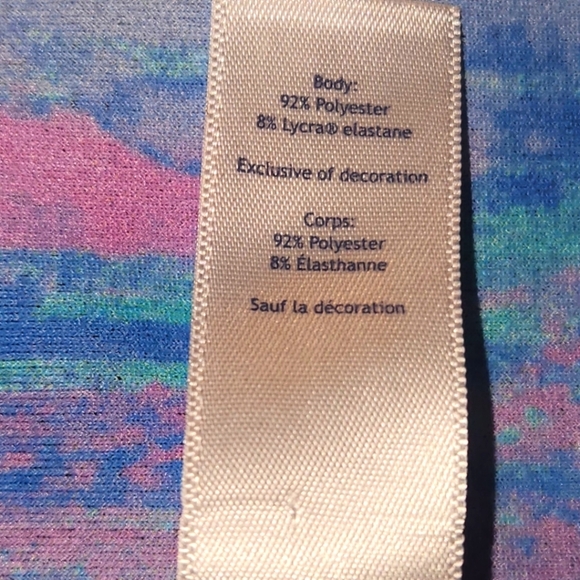 Body:
92% Polyester
8% Lycra® elastane
Exclusive of decoration
Corps:
92% Polyester
8% Élasthanne
Sauf la décoration